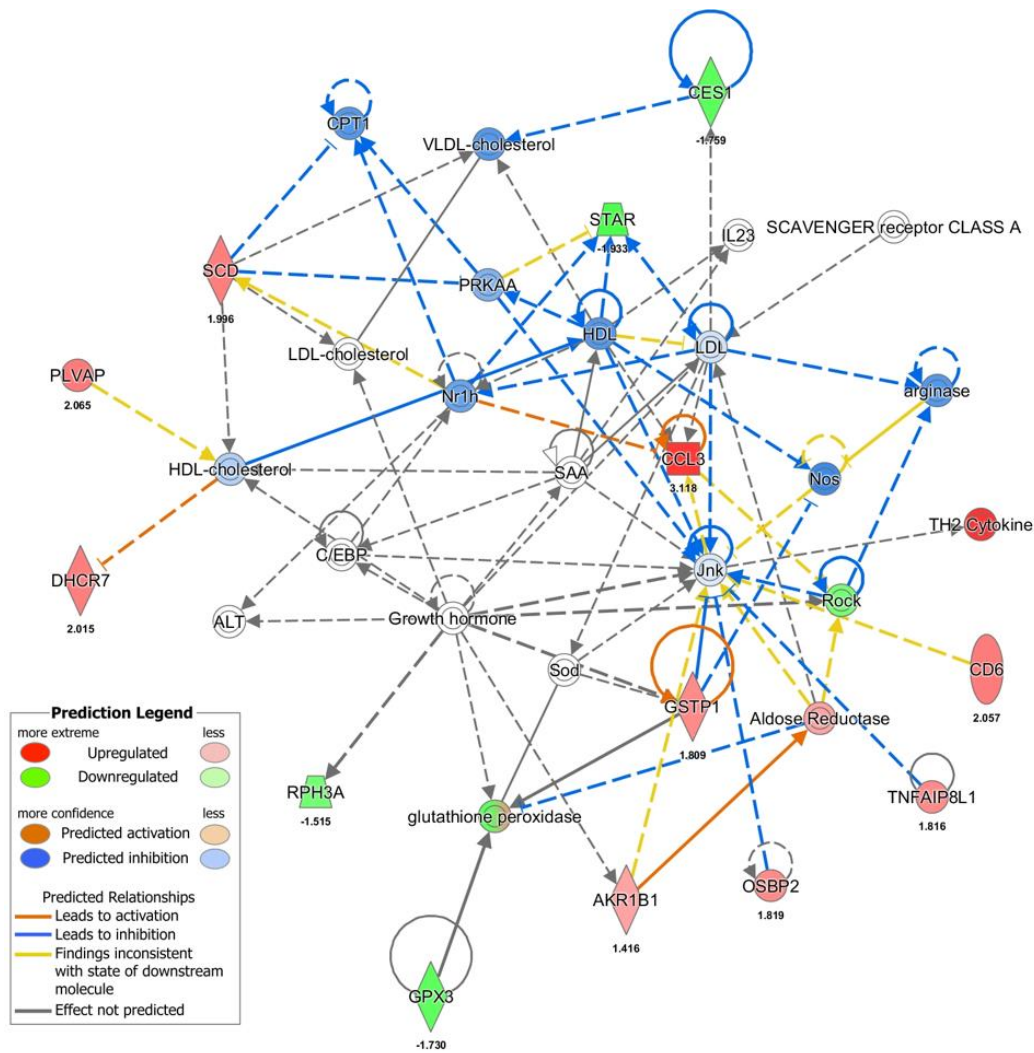 CES1
-1.759
CPT1
VLDL-cholesterol
STAR
-1.933
IL23
SCAVENGER receptor CLASS A
SCD
1.996
PRKAA
HDL
LDL
LDL-cholesterol
PLVAP
2.065
Nr1h
arginase
CCL3
3.118
HDL-cholesterol
SAA
Nos
TH2 Cytokine
C/EBP
Jnk
DHCR7
2.015
Rock
ALT
Growth hormone
Sod
CD6
2.057
GSTP1
1.809
Aldose Reductase
Prediction Legend
more extreme
less
Upregulated
Downregulated
more confidence
less
Predicted activation
Predicted inhibition
Predicted Relationships
Leads to activation
Leads to inhibition
Findings inconsistent
with state of downstream
molecule
Effect not predicted
RPH3A
-1.515
glutathione peroxidase
TNFAIP8L1
1.816
AKR1B1
1.416
OSBP2
1.819
GPX3
-1.730